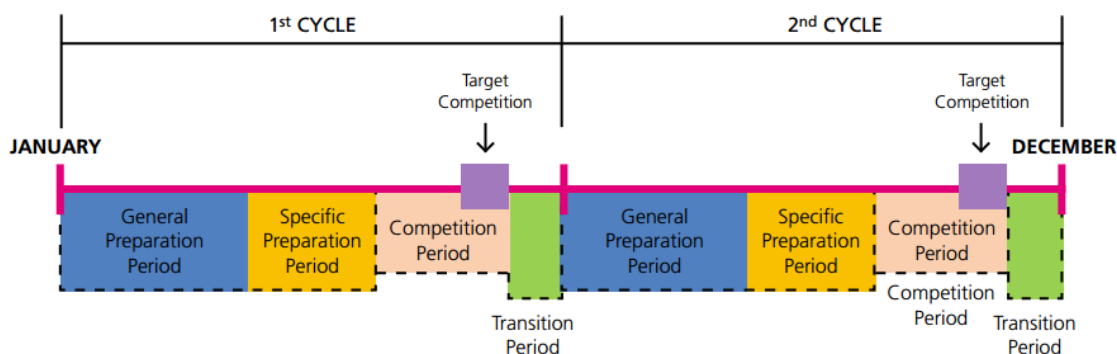 1st CYCLE
2nd CYCLE
Target
Competition
Target
Competition
JANUARY
DECEMBER
General
Preparation
Period
Specific
Preparation
Period
Competition
Period
General
Preparation
Period
Specific
Preparation
Period
Competition
Period
Competition
Period
Transition
Period
Transition
Period